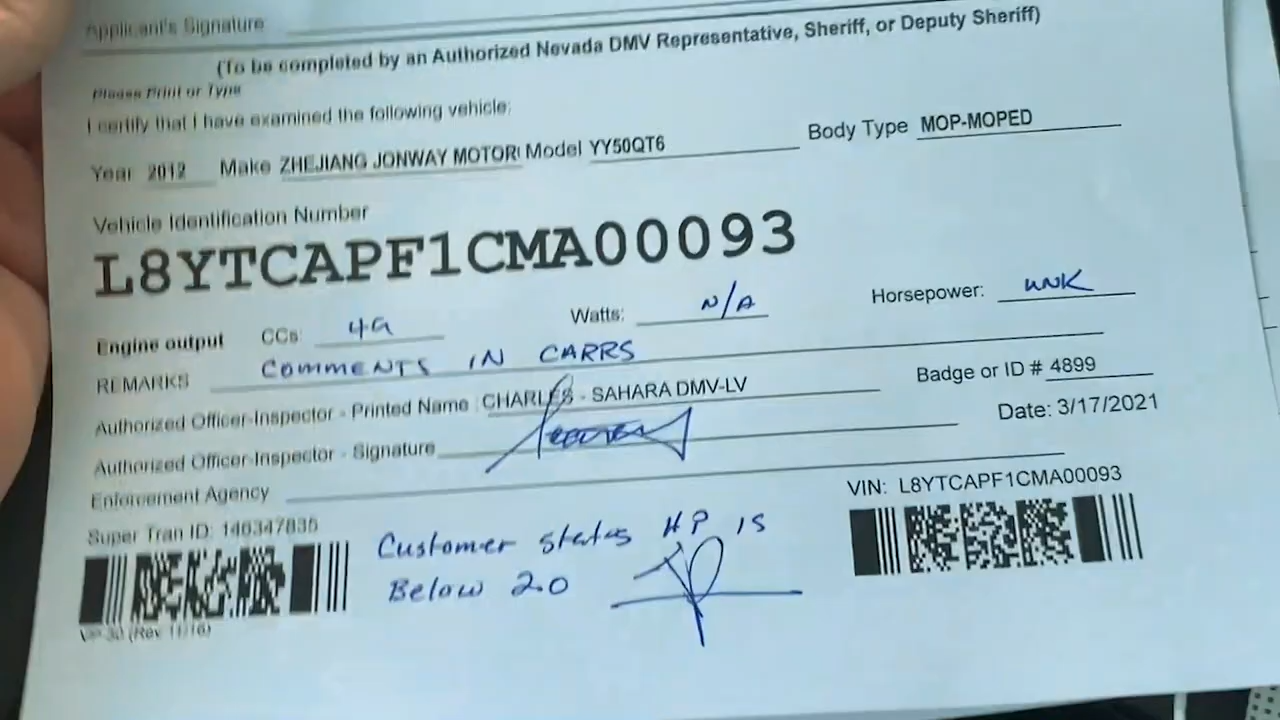 Applicant's Signature
(To be completed by an Authorized Nevada DMV Representative, Sheriff, or Deputy Sheriff)
Please Print or Type
I certify that I have examined the following vehicle:
Year 2012 Make ZHEJIANG JONWAY MOTOR Model YY50QT6 Body Type MOP-MOPED
Vehicle Identification Number
L8YTCAPF1CMA00093
Engine output CCs 49 Watts: N/A Horsepower: UNK
REMARKS COMMENTS IN CARRS
Authorized Officer-Inspector - Printed Name : CHARLES - SAHARA DMV-LV Badge or ID # 4899
Authorized Officer-Inspector - Signature Date: 3/17/2021
Enforcement Agency
Super Tran ID: 146347835 VIN: L8YTCAPF1CMA00093
Customer states HP is
Below 2.0
VP-30 (Rev 11/16)